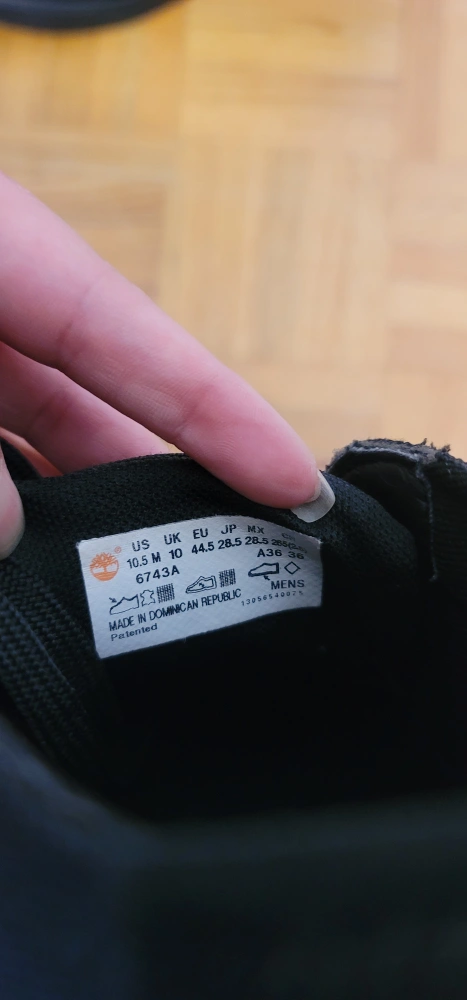 ® US UK EU JP MX
10.5 M 10 44.5 28.5 28.5
6743A A36 36
MENS
MADE IN DOMINICAN REPUBLIC
Patented